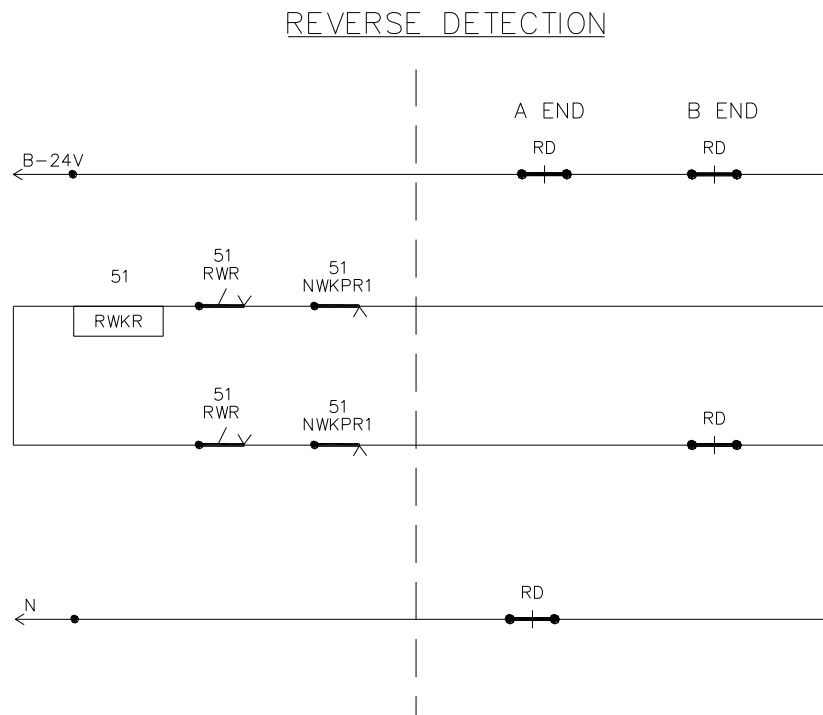 REVERSE DETECTION
A END B END
RD RD
B-24V
51 51 51
RWR NWKPR1
RWKR
51 51
RWR NWKPR1
RD
RD
N